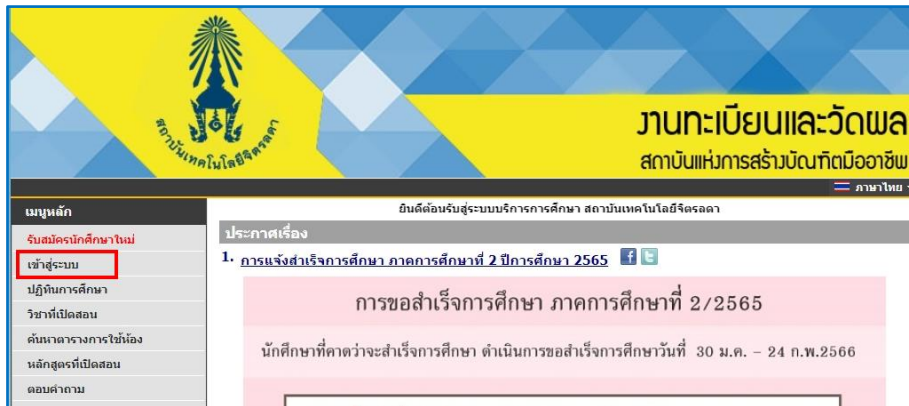 สถาบันเทคโนโลยีจิตรลดา
งานทะเบียนและวัดผล
สถาบันแห่งการสร้างบัณฑิตมืออาชีพ
ภาษาไทย
เมนูหลัก
ยินดีต้อนรับสู่ระบบบริการการศึกษา สถาบันเทคโนโลยีจิตรลดา
รับสมัครนักศึกษาใหม่
ประกาศเรื่อง
เข้าสู่ระบบ
1. การแจ้งสำเร็จการศึกษา ภาคการศึกษาที่ 2 ปีการศึกษา 2565
ปฏิทินการศึกษา
วิชาที่เปิดสอน
การขอสำเร็จการศึกษา ภาคการศึกษาที่ 2/2565
ค้นหาตารางการใช้ห้อง
นักศึกษาที่คาดว่าจะสำเร็จการศึกษา ดำเนินการขอสำเร็จการศึกษาวันที่ 30 ม.ค. – 24 ก.พ.2566
หลักสูตรที่เปิดสอน
ตอบคำถาม